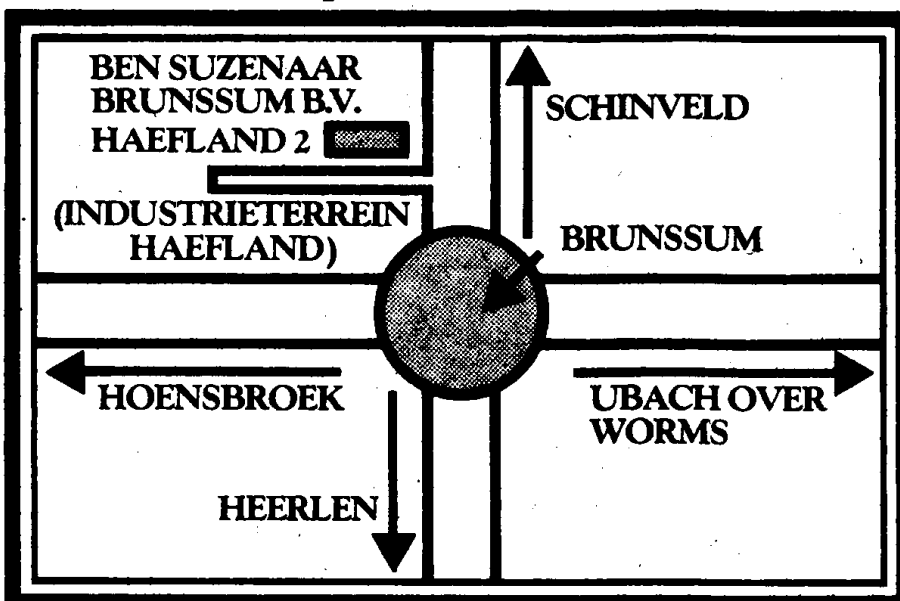 BEN SUZENAAR
BRUNSSUM B.V.
HAEFLAND 2
(INDUSTRIETERREIN
HAEFLAND)
SCHINVELD
BRUNSSUM
HOENSBROEK
UBACH OVER
WORMS
HEERLEN